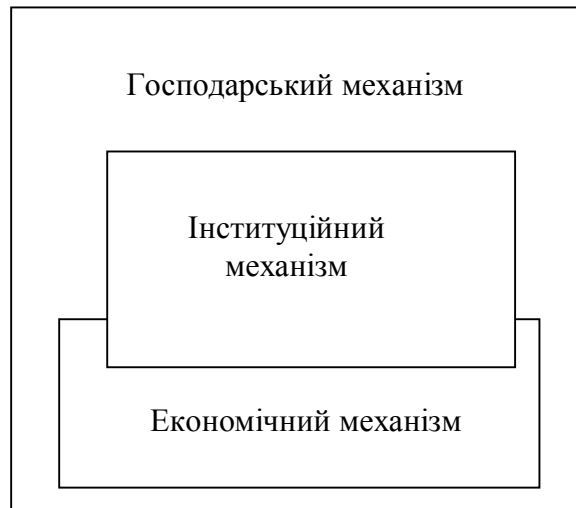 Господарський механізм
Інституційний
механізм
Економічний механізм